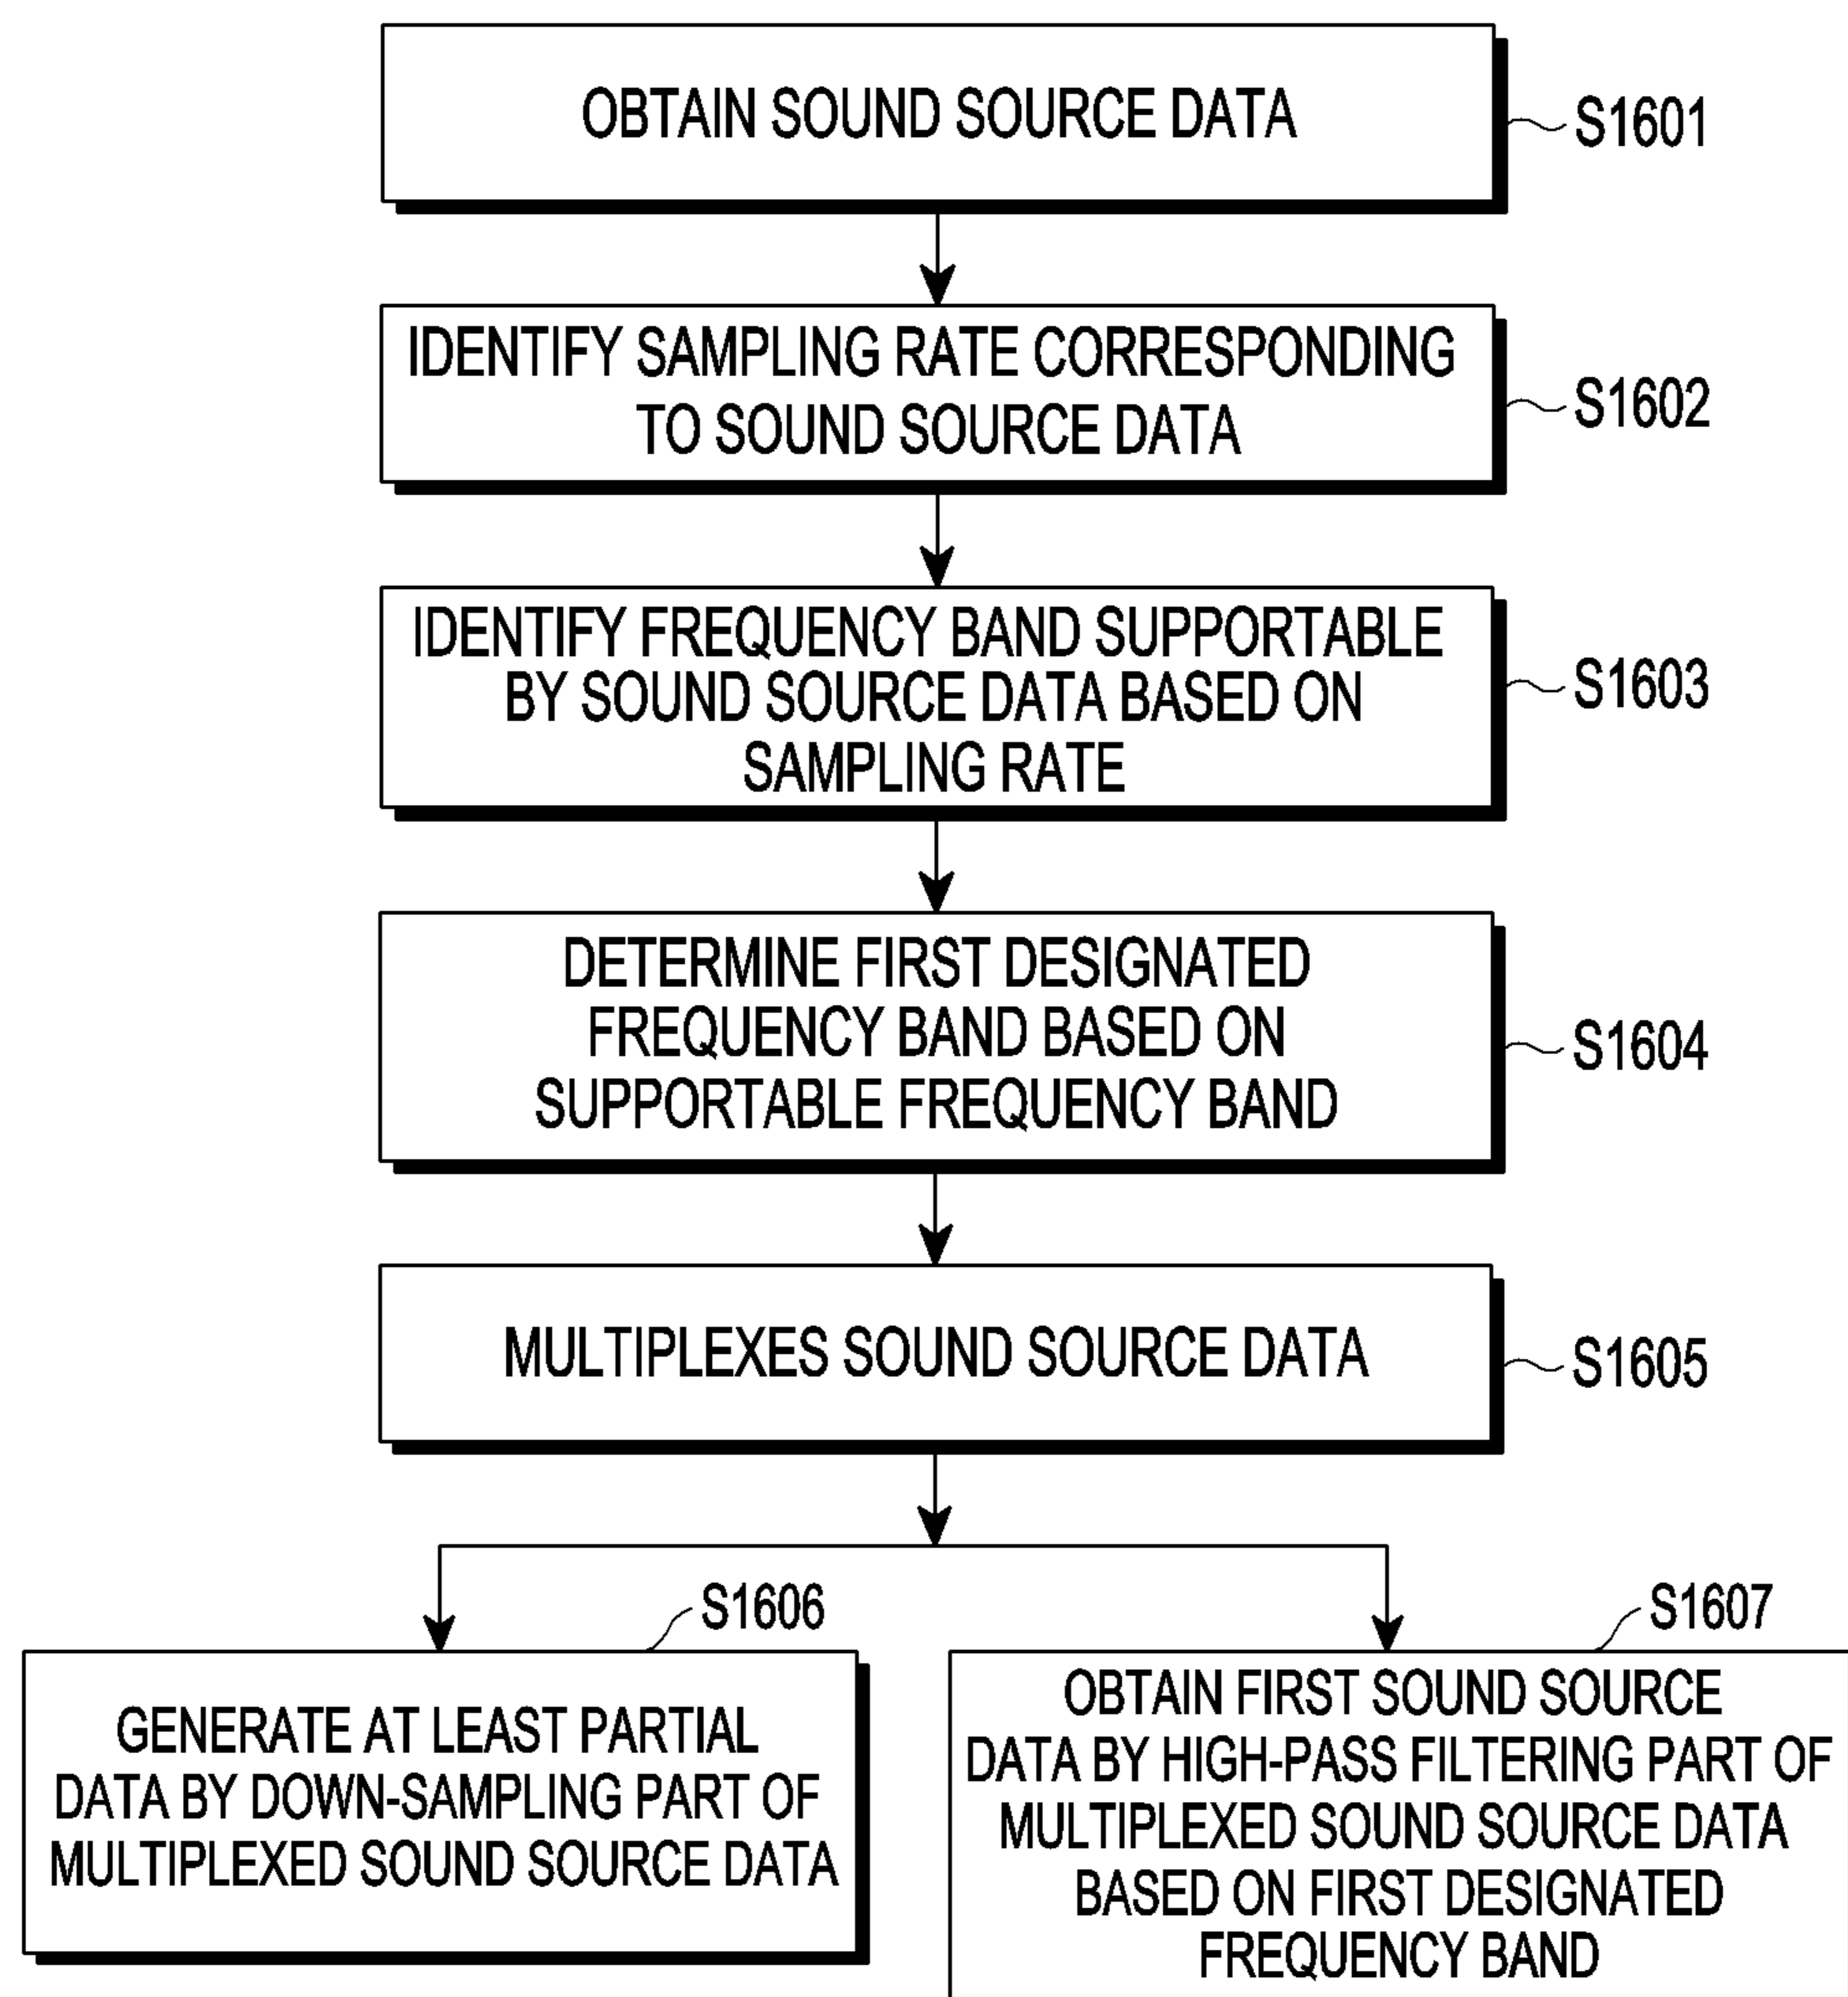 OBTAIN SOUND SOURCE DATA
S1601
IDENTIFY SAMPLING RATE CORRESPONDING
TO SOUND SOURCE DATA
S1602
IDENTIFY FREQUENCY BAND SUPPORTABLE
BY SOUND SOURCE DATA BASED ON
SAMPLING RATE
S1603
DETERMINE FIRST DESIGNATED
FREQUENCY BAND BASED ON
SUPPORTABLE FREQUENCY BAND
S1604
MULTIPLEXES SOUND SOURCE DATA
S1605
S1606
GENERATE AT LEAST PARTIAL
DATA BY DOWN-SAMPLING PART OF
MULTIPLEXED SOUND SOURCE DATA
S1607
OBTAIN FIRST SOUND SOURCE
DATA BY HIGH-PASS FILTERING PART OF
MULTIPLEXED SOUND SOURCE DATA
BASED ON FIRST DESIGNATED
FREQUENCY BAND